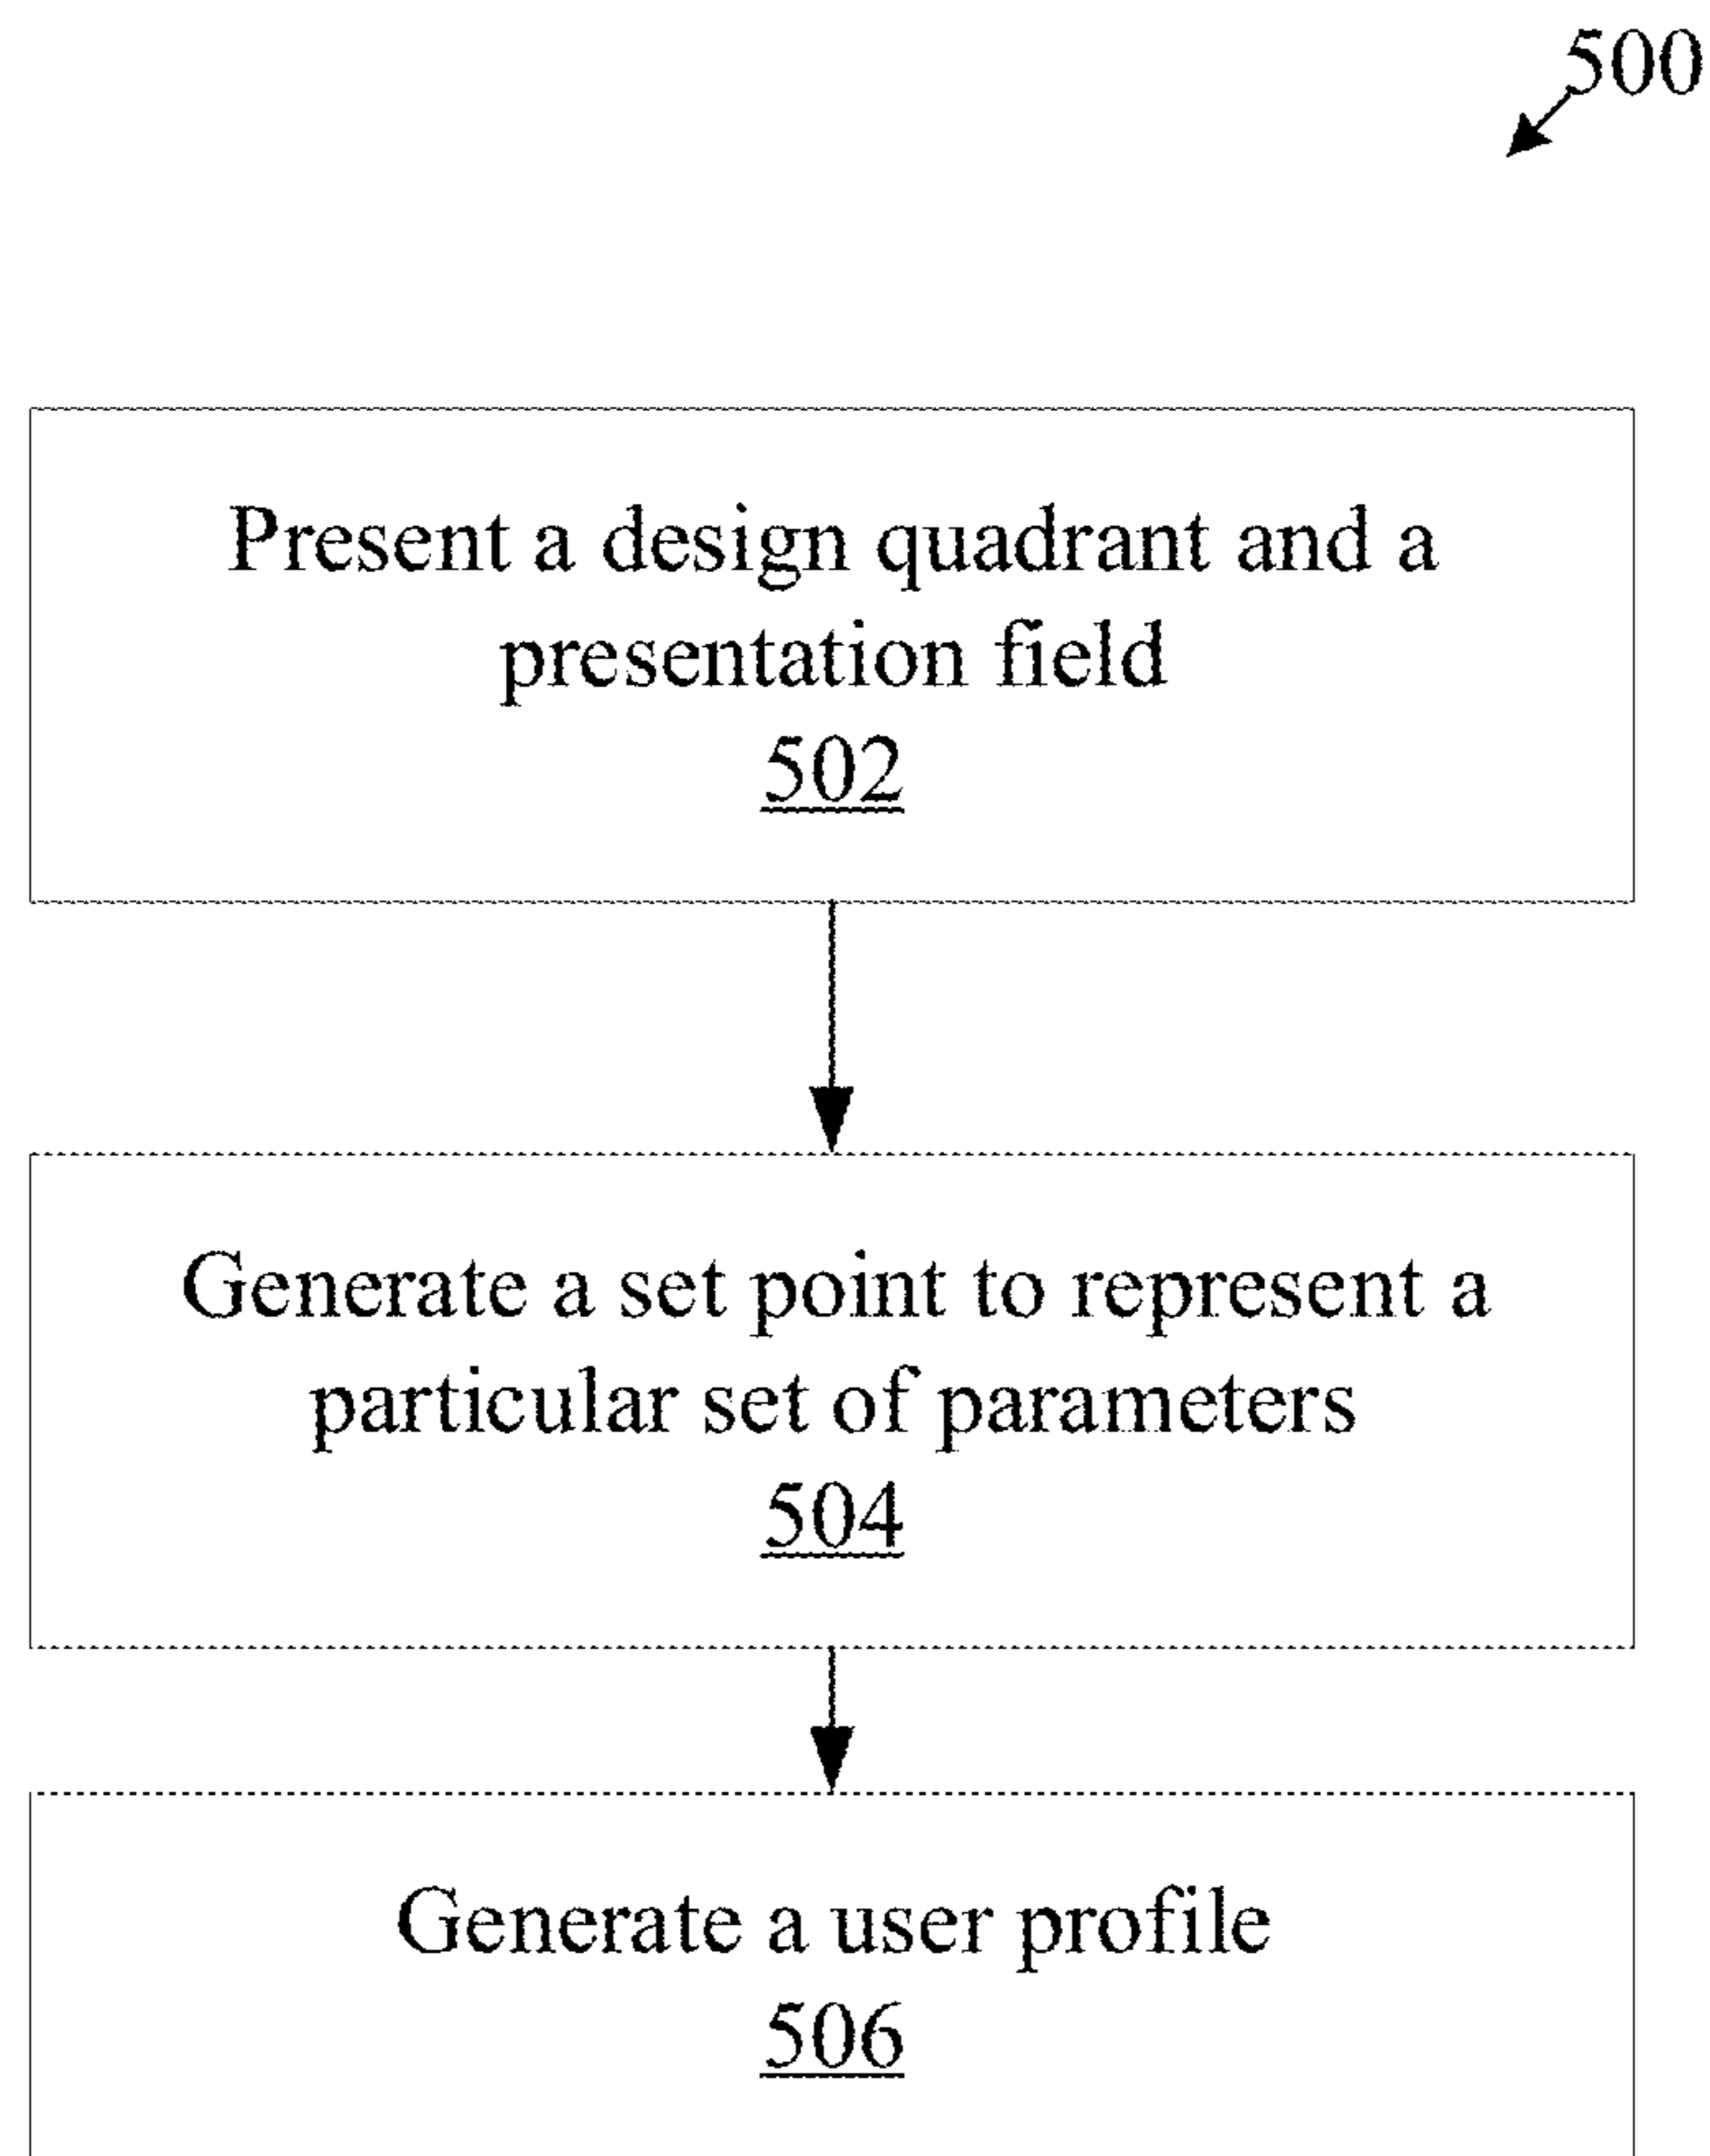 500
Present a design quadrant and a
presentation field
502
Generate a set point to represent a
particular set of parameters
504
Generate a user profile
506